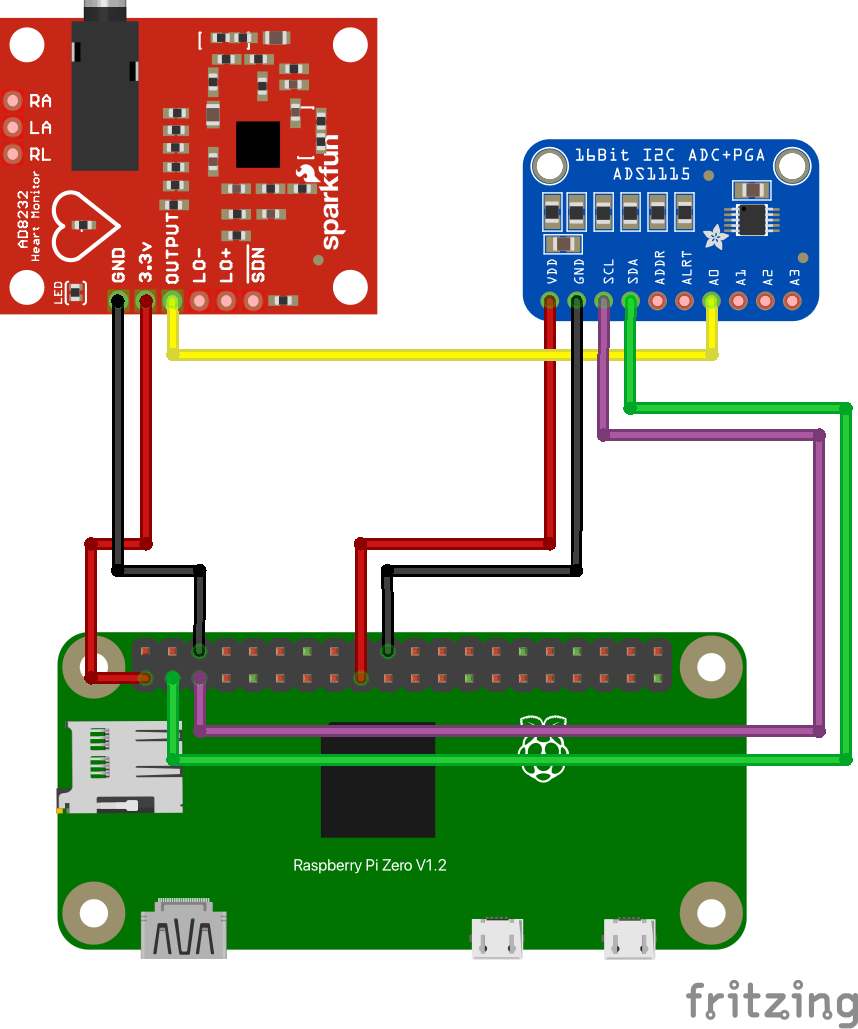 RA
LA
RL
AD8232
Heart Monitor
LED
GND
3.3v
OUTPUT
LO-
LO+
SDN
sparkfun
16Bit I2C ADC+PGA
ADS1115
VDD
GND
SCL
SDA
ADDR
ALRT
A0
A1
A2
A3
Raspberry Pi Zero V1.2
fritzing